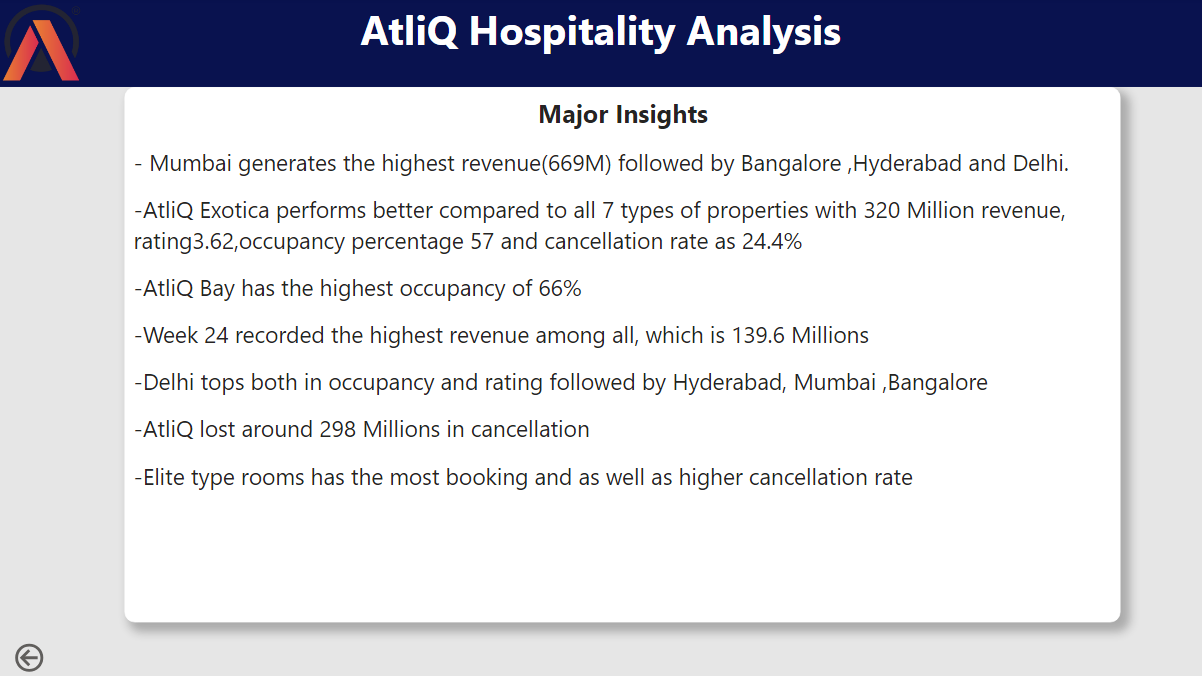 AtliQ Hospitality Analysis
Major Insights
- Mumbai generates the highest revenue(669M) followed by Bangalore ,Hyderabad and Delhi.
-AtliQ Exotica performs better compared to all 7 types of properties with 320 Million revenue,
rating3.62,occupancy percentage 57 and cancellation rate as 24.4%
-AtliQ Bay has the highest occupancy of 66%
-Week 24 recorded the highest revenue among all, which is 139.6 Millions
-Delhi tops both in occupancy and rating followed by Hyderabad, Mumbai ,Bangalore
-AtliQ lost around 298 Millions in cancellation
-Elite type rooms has the most booking and as well as higher cancellation rate